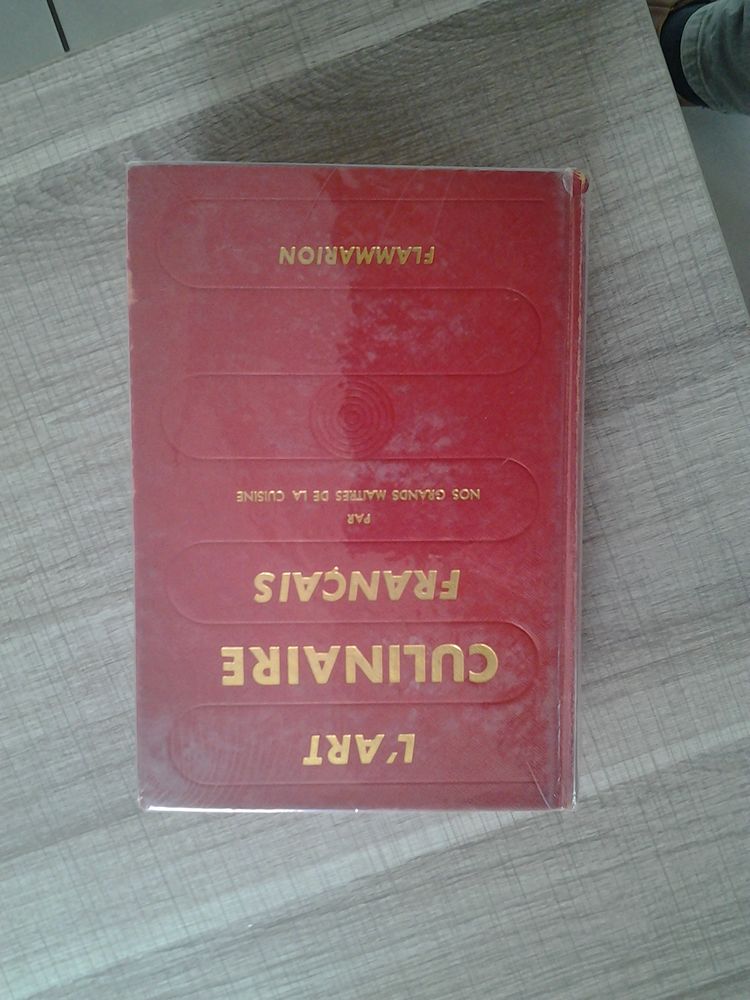 L'ART
CULINAIRE
FRANÇAIS
PAR
NOS GRANDS MAITRES DE LA CUISINE
FLAMMARION